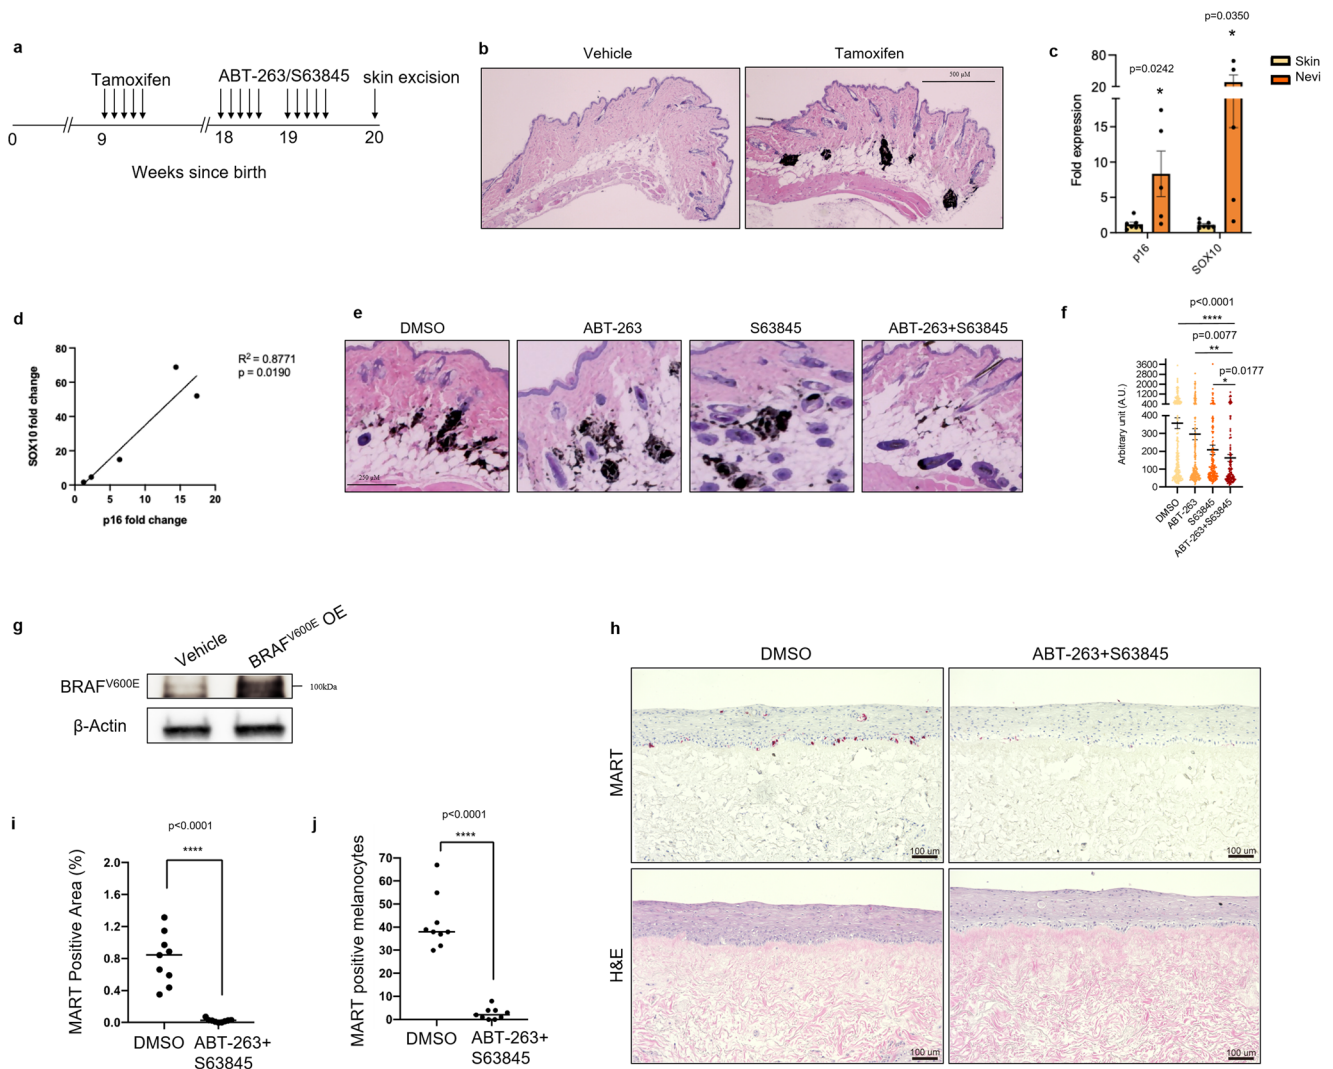 a
Tamoxifen
ABT-263/S63845
skin excision
0
9
18
19
20
Weeks since birth
b
Vehicle
Tamoxifen
500 µM
c
p=0.0350
*
p=0.0242
*
Skin
Nevi
Fold expression
80
20
15
10
5
0
p16
SOX10
d
SOX10 fold change
80
60
40
20
0
0 5 10 15 20
p16 fold change
R² = 0.8771
p = 0.0190
e
DMSO
ABT-263
S63845
ABT-263+S63845
250 µM
f
p<0.0001
****
p=0.0077
**
p=0.0177
*
Arbitrary unit (A.U.)
3600
2800
2000
1200
400
400
300
200
100
0
DMSO
ABT-263
S63845
ABT-263+S63845
g
Vehicle
BRAFV600E OE
BRAFV600E
100kDa
β-Actin
h
DMSO
ABT-263+S63845
MART
100 um
100 um
H&E
100 um
100 um
i
p<0.0001
****
MART Positive Area (%)
2.0
1.6
1.2
0.8
0.4
0.0
DMSO
ABT-263+
S63845
j
p<0.0001
****
MART positive melanocytes
70
60
50
40
30
20
10
0
DMSO
ABT-263+
S63845